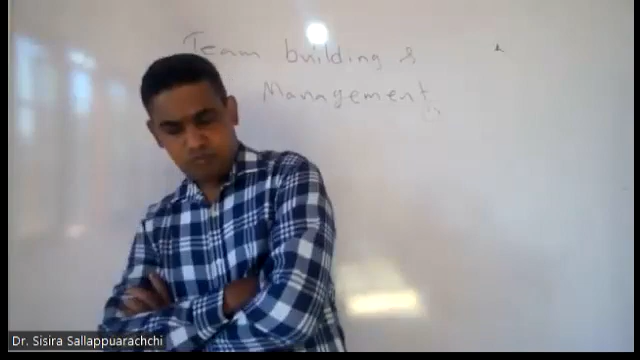 Team building &
Management
Dr. Sisira Sallappuarachchi